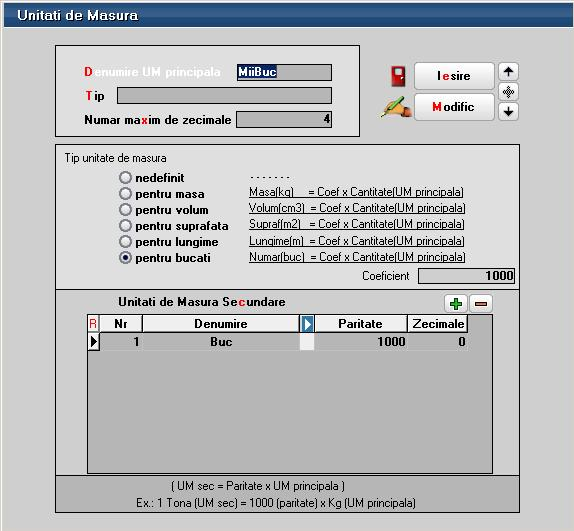 Unitati de Masura
Denumire UM principala MiiBuc
Iesire
Tip
Modific
Numar maxim de zecimale 4
Tip unitate de masura
nedefinit - - - - - - -
pentru masa Masa(kg) = Coef x Cantitate(UM principala)
pentru volum Volum(cm3) = Coef x Cantitate(UM principala)
pentru suprafata Supraf(m2) = Coef x Cantitate(UM principala)
pentru lungime Lungime(m) = Coef x Cantitate(UM principala)
pentru bucati Numar(buc) = Coef x Cantitate(UM principala)
Coeficient 1000
Unitati de Masura Secundare
R Nr Denumire Paritate Zecimale
1 Buc 1000 0
( UM sec = Paritate x UM principala )
Ex.: 1 Tona (UM sec) = 1000 (paritate) x Kg (UM principala)